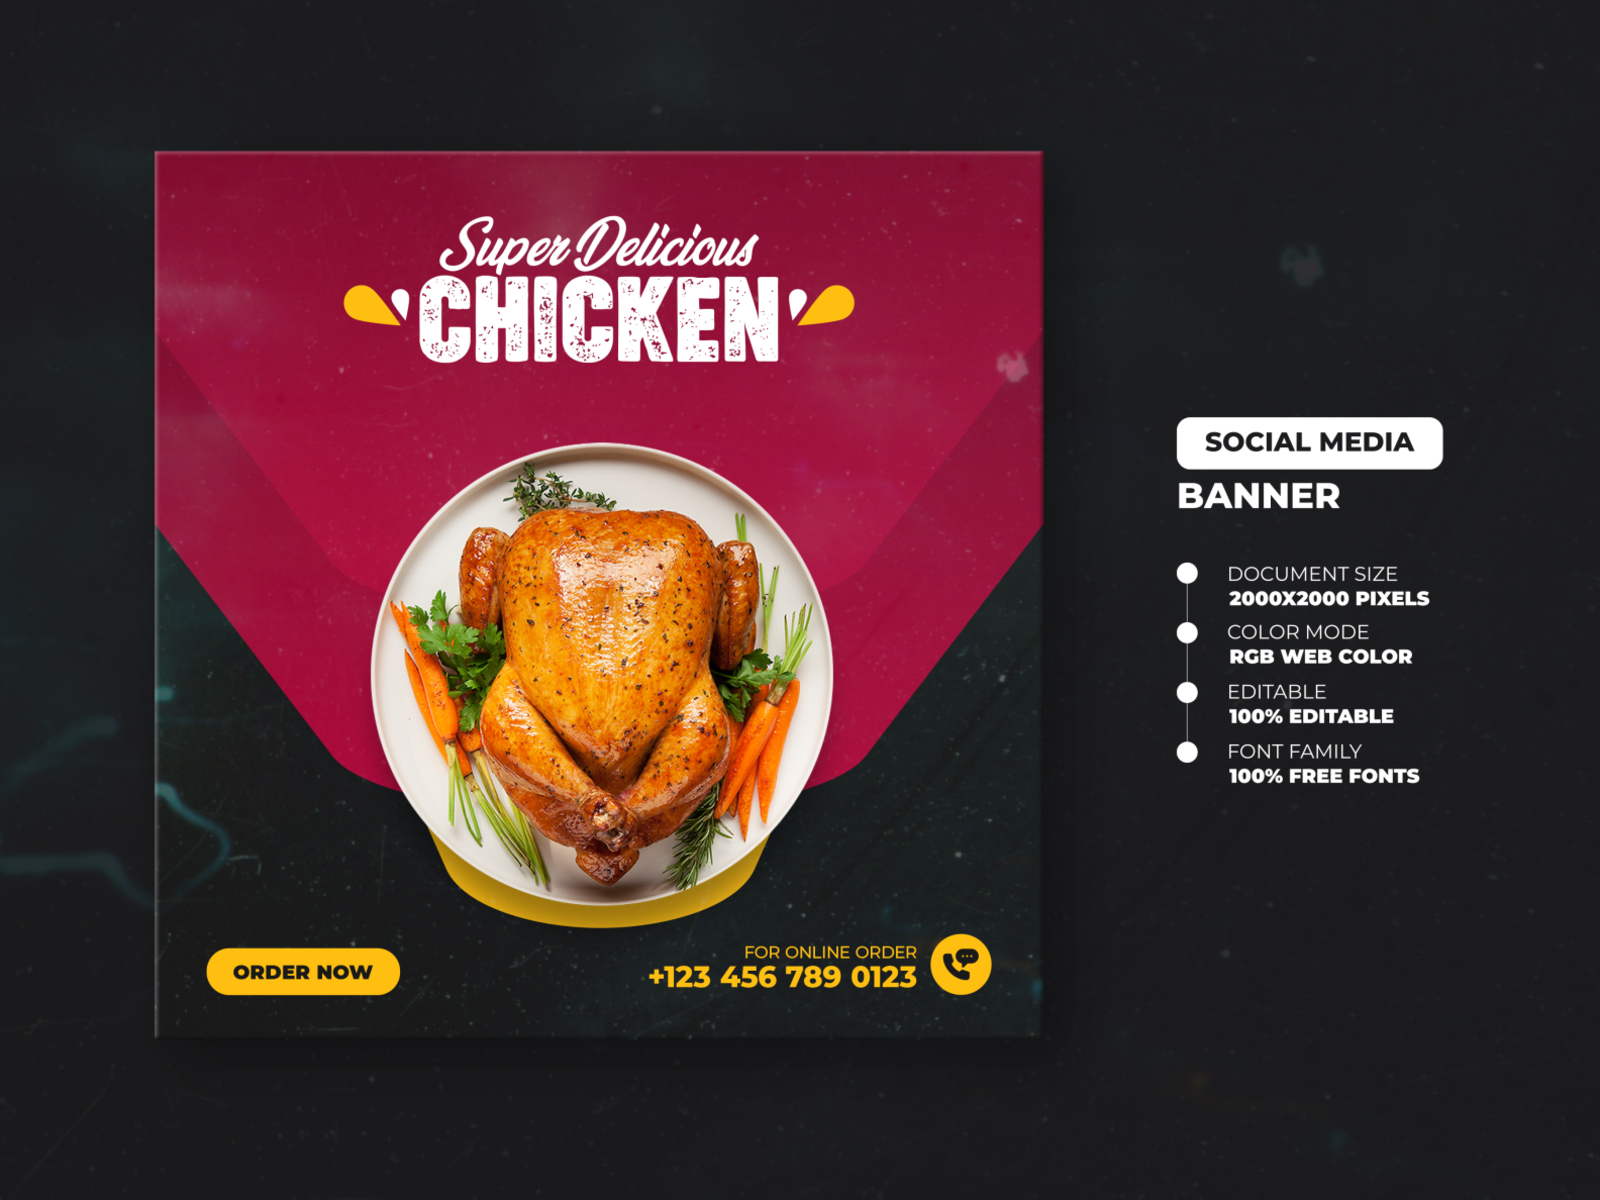 Super Delicious
CHICKEN
ORDER NOW
FOR ONLINE ORDER
+123 456 789 0123
SOCIAL MEDIA
BANNER
DOCUMENT SIZE
2000X2000 PIXELS
COLOR MODE
RGB WEB COLOR
EDITABLE
100% EDITABLE
FONT FAMILY
100% FREE FONTS